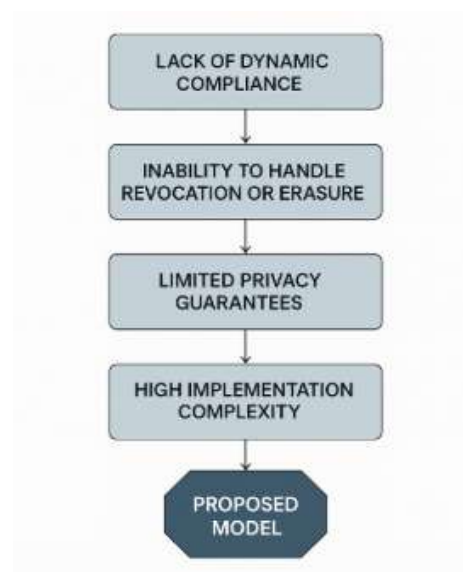 LACK OF DYNAMIC
COMPLIANCE
INABILITY TO HANDLE
REVOCATION OR ERASURE
LIMITED PRIVACY
GUARANTEES
HIGH IMPLEMENTATION
COMPLEXITY
PROPOSED
MODEL